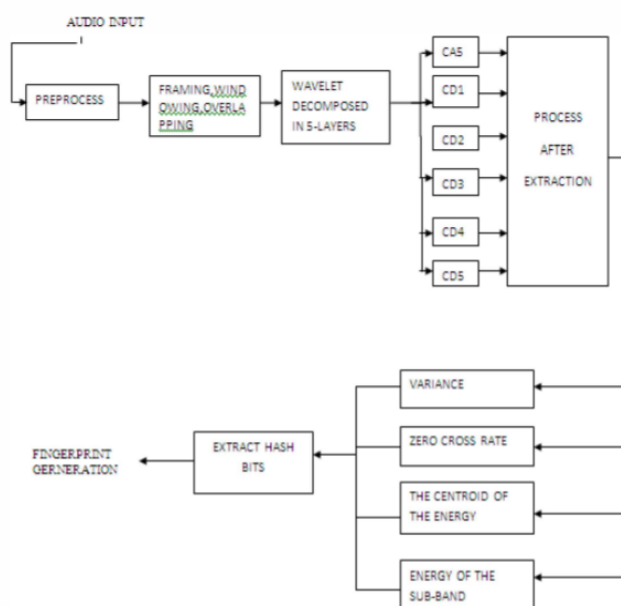 AUDIO INPUT
PREPROCESS
FRAMING,WIND
OWING,OVERLA
PPING
WAVELET
DECOMPOSED
IN 5-LAYERS
CA5
CD1
CD2
CD3
CD4
CD5
PROCESS
AFTER
EXTRACTION
VARIANCE
ZERO CROSS RATE
THE CENTROID OF
THE ENERGY
ENERGY OF THE
SUB-BAND
EXTRACT HASH
BITS
FINGERPRINT
GERNERATION